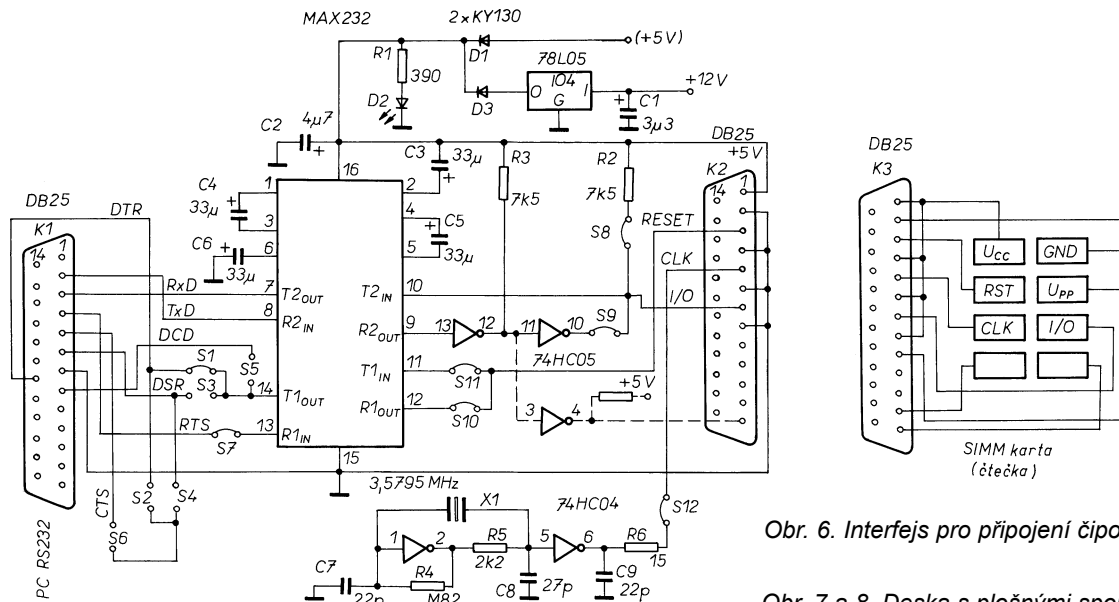 MAX232
2×KY130
R1
390
D1
(+5V)
78L05
IO4
O
I
G
+12V
D2
D3
C1
3μ3
C2
4μ7
16
C3
33μ
R3
7k5
R2
7k5
DB25
+5V
K2
14
1
DB25
K3
C4
33μ
1
3
2
4
C5
33μ
5
S8
RESET
DB25
K1
DTR
14
1
C6
33μ
6
CLK
UCC
GND
RxD
7
T2OUT
T2IN
10
I/O
RST
UPP
TxD
8
R2IN
R2OUT
9
13
12
11
10
S9
CLK
I/O
DCD
S1
S5
74HC05
T1IN
11
S11
+5V
DSR
S3
14
T1OUT
R1OUT
12
S10
3
4
RTS
S7
13
R1IN
15
SIMM karta
(čtečka)
CTS
S2
S4
S6
3,5795 MHz
X1
74HC04
S12
PC RS232
1
2
R5
2k2
5
6
R6
15
C7
22p
R4
M82
C8
27p
C9
22p
Obr. 6. Interfejs pro připojení čipo
Obr. 7 a 8. Deska s plošnými spo